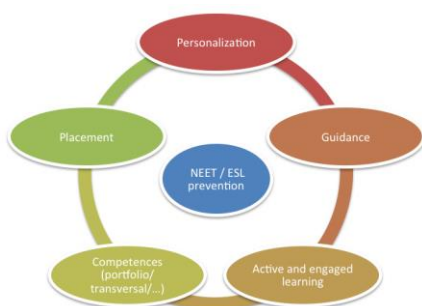 Personalization
Placement
Guidance
NEET / ESL
prevention
Competences
(portfolio/
transversal/...)
Active and engaged
learning